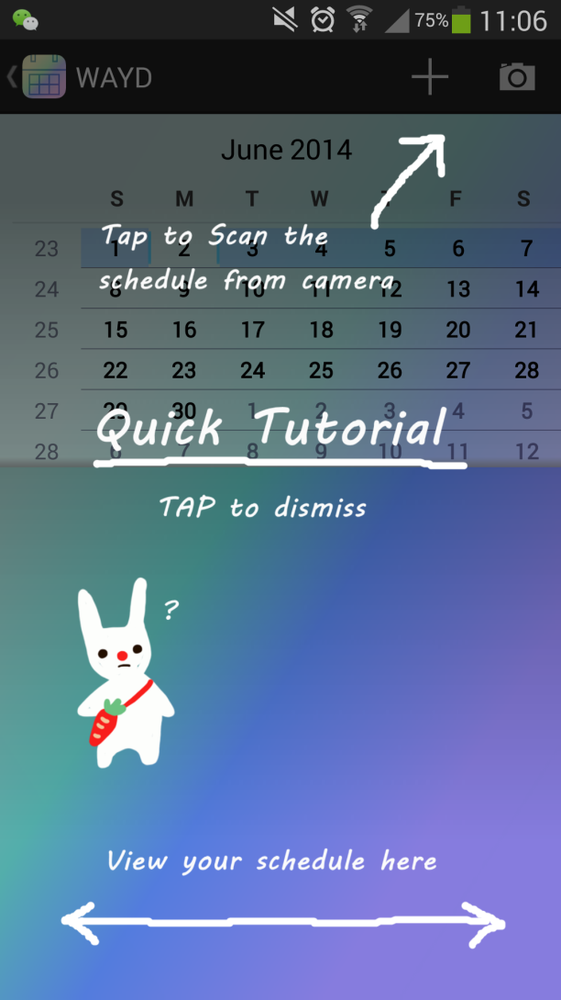 75% 11:06
WAYD
June 2014
S M T W T F S
23 1 2 3 4 5 6 7
Tap to Scan the
schedule from camera
24 8 9 10 11 12 13 14
25 15 16 17 18 19 20 21
26 22 23 24 25 26 27 28
27 29 30 1 2 3 4 5
Quick Tutorial
28 6 7 8 9 10 11 12
TAP to dismiss
?
View your schedule here